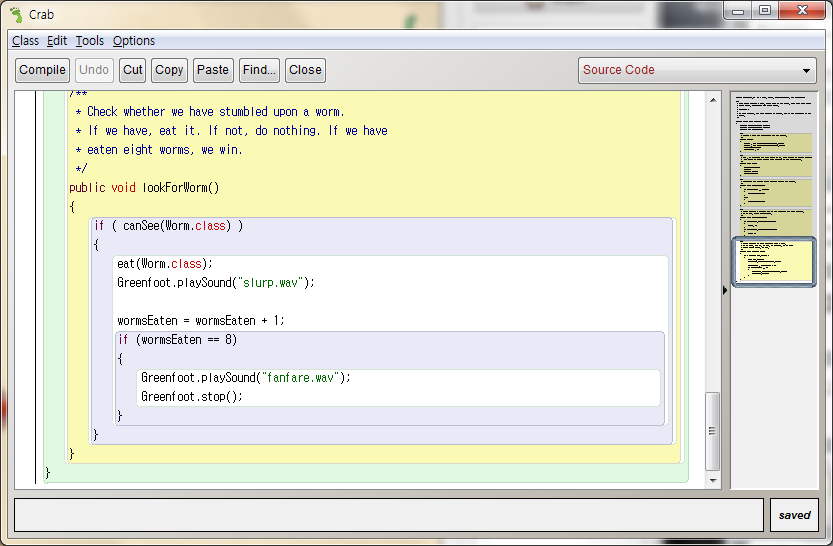 Crab
Class Edit Tools Options
Compile Undo Cut Copy Paste Find... Close Source Code
/**
* Check whether we have stumbled upon a worm.
* If we have, eat it. If not, do nothing. If we have
* eaten eight worms, we win.
*/
public void lookForWorm()
{
if ( canSee(Worm.class) )
{
eat(Worm.class);
Greenfoot.playSound("slurp.wav");
wormsEaten = wormsEaten + 1;
if (wormsEaten == 8)
{
Greenfoot.playSound("fanfare.wav");
Greenfoot.stop();
}
}
}
}
saved